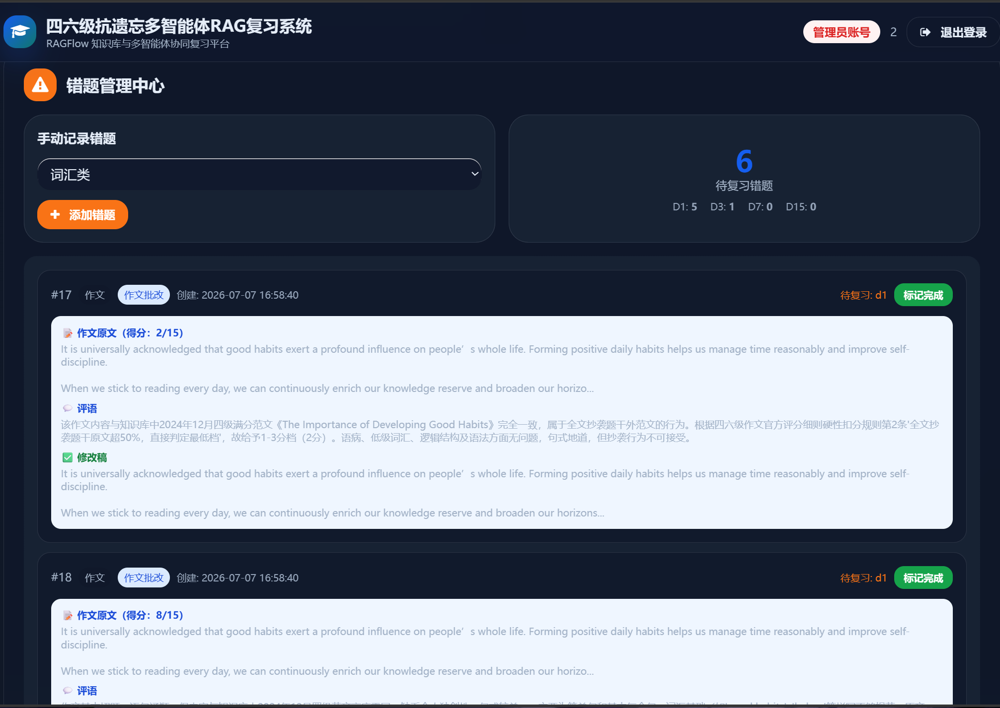 四六级抗遗忘多智能体RAG复习系统
RAGFlow 知识库与多智能体协同复习平台
管理员账号 2 退出登录
错题管理中心
手动记录错题
词汇类
添加错题
6
待复习错题
D1: 5 D3: 1 D7: 0 D15: 0
#17 作文 作文批改 创建: 2026-07-07 16:58:40 待复习: d1 标记完成
作文原文（得分：2/15）
It is universally acknowledged that good habits exert a profound influence on people’s whole life. Forming positive daily habits helps us manage time reasonably and improve self-
discipline.
When we stick to reading every day, we can continuously enrich our knowledge reserve and broaden our horizo...
评语
该作文内容与知识库中2024年12月四级满分范文《The Importance of Developing Good Habits》完全一致，属于全文抄袭题干外范文的行为。根据四六级作文官方评分细则硬性扣分规则第2条'全文抄
袭题干原文超50%，直接判定最低档'，故给予1-3分档（2分）。语病、低级词汇、逻辑结构及语法方面无问题，句式地道，但抄袭行为不可接受。
修改稿
It is universally acknowledged that good habits exert a profound influence on people’s whole life. Forming positive daily habits helps us manage time reasonably and improve self-
discipline.
When we stick to reading every day, we can continuously enrich our knowledge reserve and broaden our horizons...
#18 作文 作文批改 创建: 2026-07-07 16:58:40 待复习: d1 标记完成
作文原文（得分：8/15）
It is universally acknowledged that good habits exert a profound influence on people’s whole life. Forming positive daily habits helps us manage time reasonably and improve self-
discipline.
When we stick to reading every day, we can continuously enrich our knowledge reserve and broaden our horizo...
评语